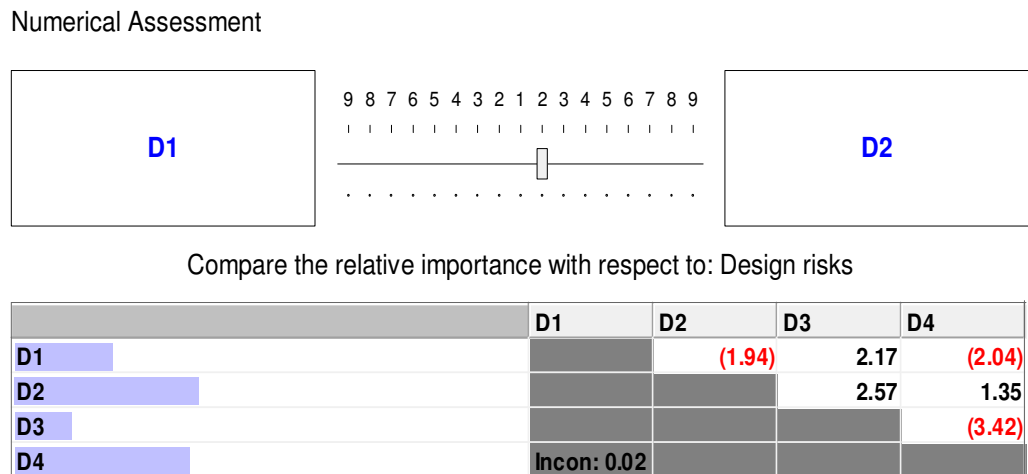 Numerical Assessment
9 8 7 6 5 4 3 2 1 2 3 4 5 6 7 8 9
D1 D2
Compare the relative importance with respect to: Design risks
D1 D2 D3 D4
D1 (1.94) 2.17 (2.04)
D2 2.57 1.35
D3 (3.42)
D4 Incon: 0.02